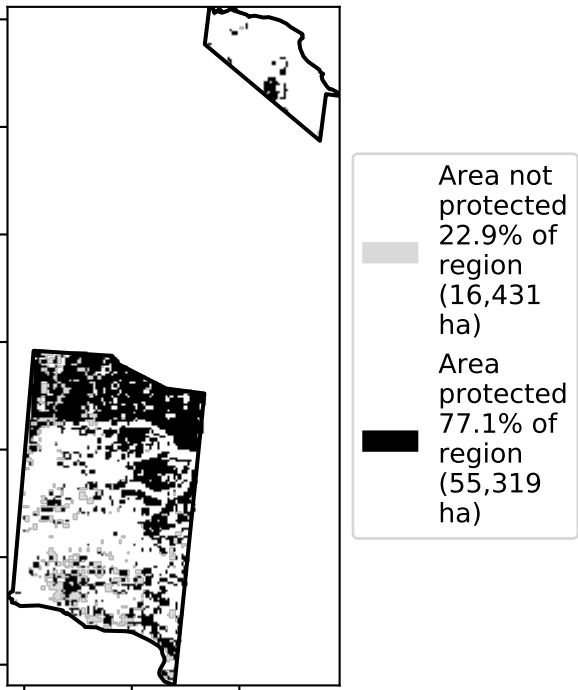 Area not
protected
22.9% of
region
(16,431
ha)
Area
protected
77.1% of
region
(55,319
ha)